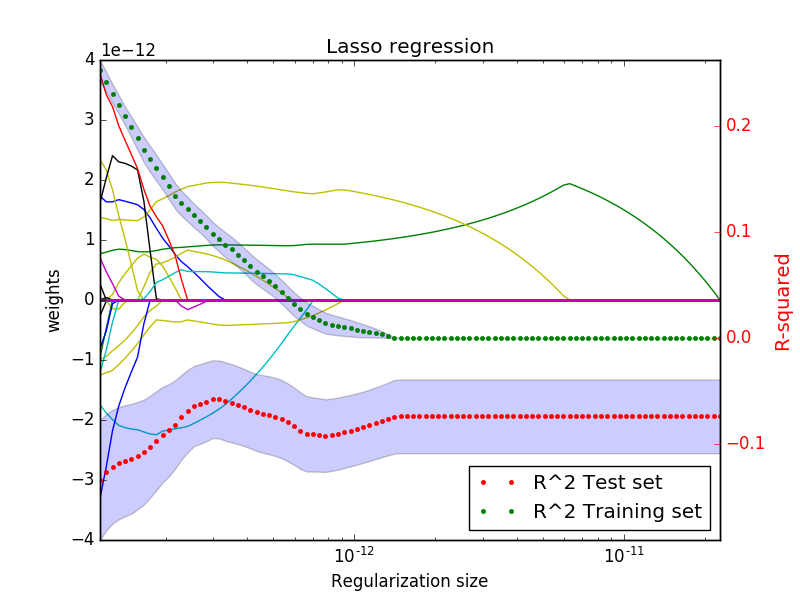 Lasso regression
1e−12
4
3
2
1
0
−1
−2
−3
−4
weights
0.2
0.1
0.0
−0.1
R-squared
R^2 Test set
R^2 Training set
10^-12
10^-11
Regularization size